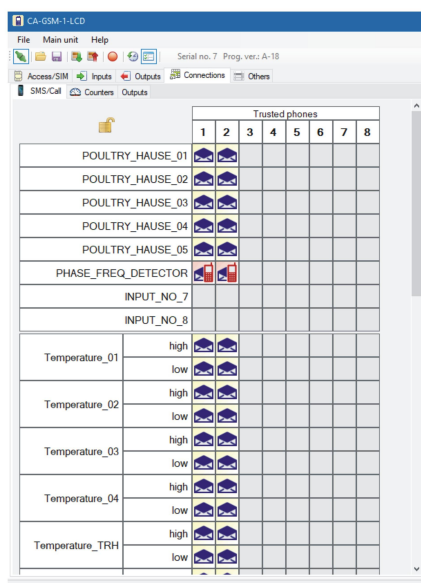 CA-GSM-1-LCD
File Main unit Help
Serial no. 7 Prog. ver.: A-18
Access/SIM Inputs Outputs Connections Others
SMS/Call Counters Outputs
Trusted phones
1 2 3 4 5 6 7 8
POULTRY_HAUSE_01
POULTRY_HAUSE_02
POULTRY_HAUSE_03
POULTRY_HAUSE_04
POULTRY_HAUSE_05
PHASE_FREQ_DETECTOR
INPUT_NO_7
INPUT_NO_8
Temperature_01
high
low
Temperature_02
high
low
Temperature_03
high
low
Temperature_04
high
low
Temperature_TRH
high
low